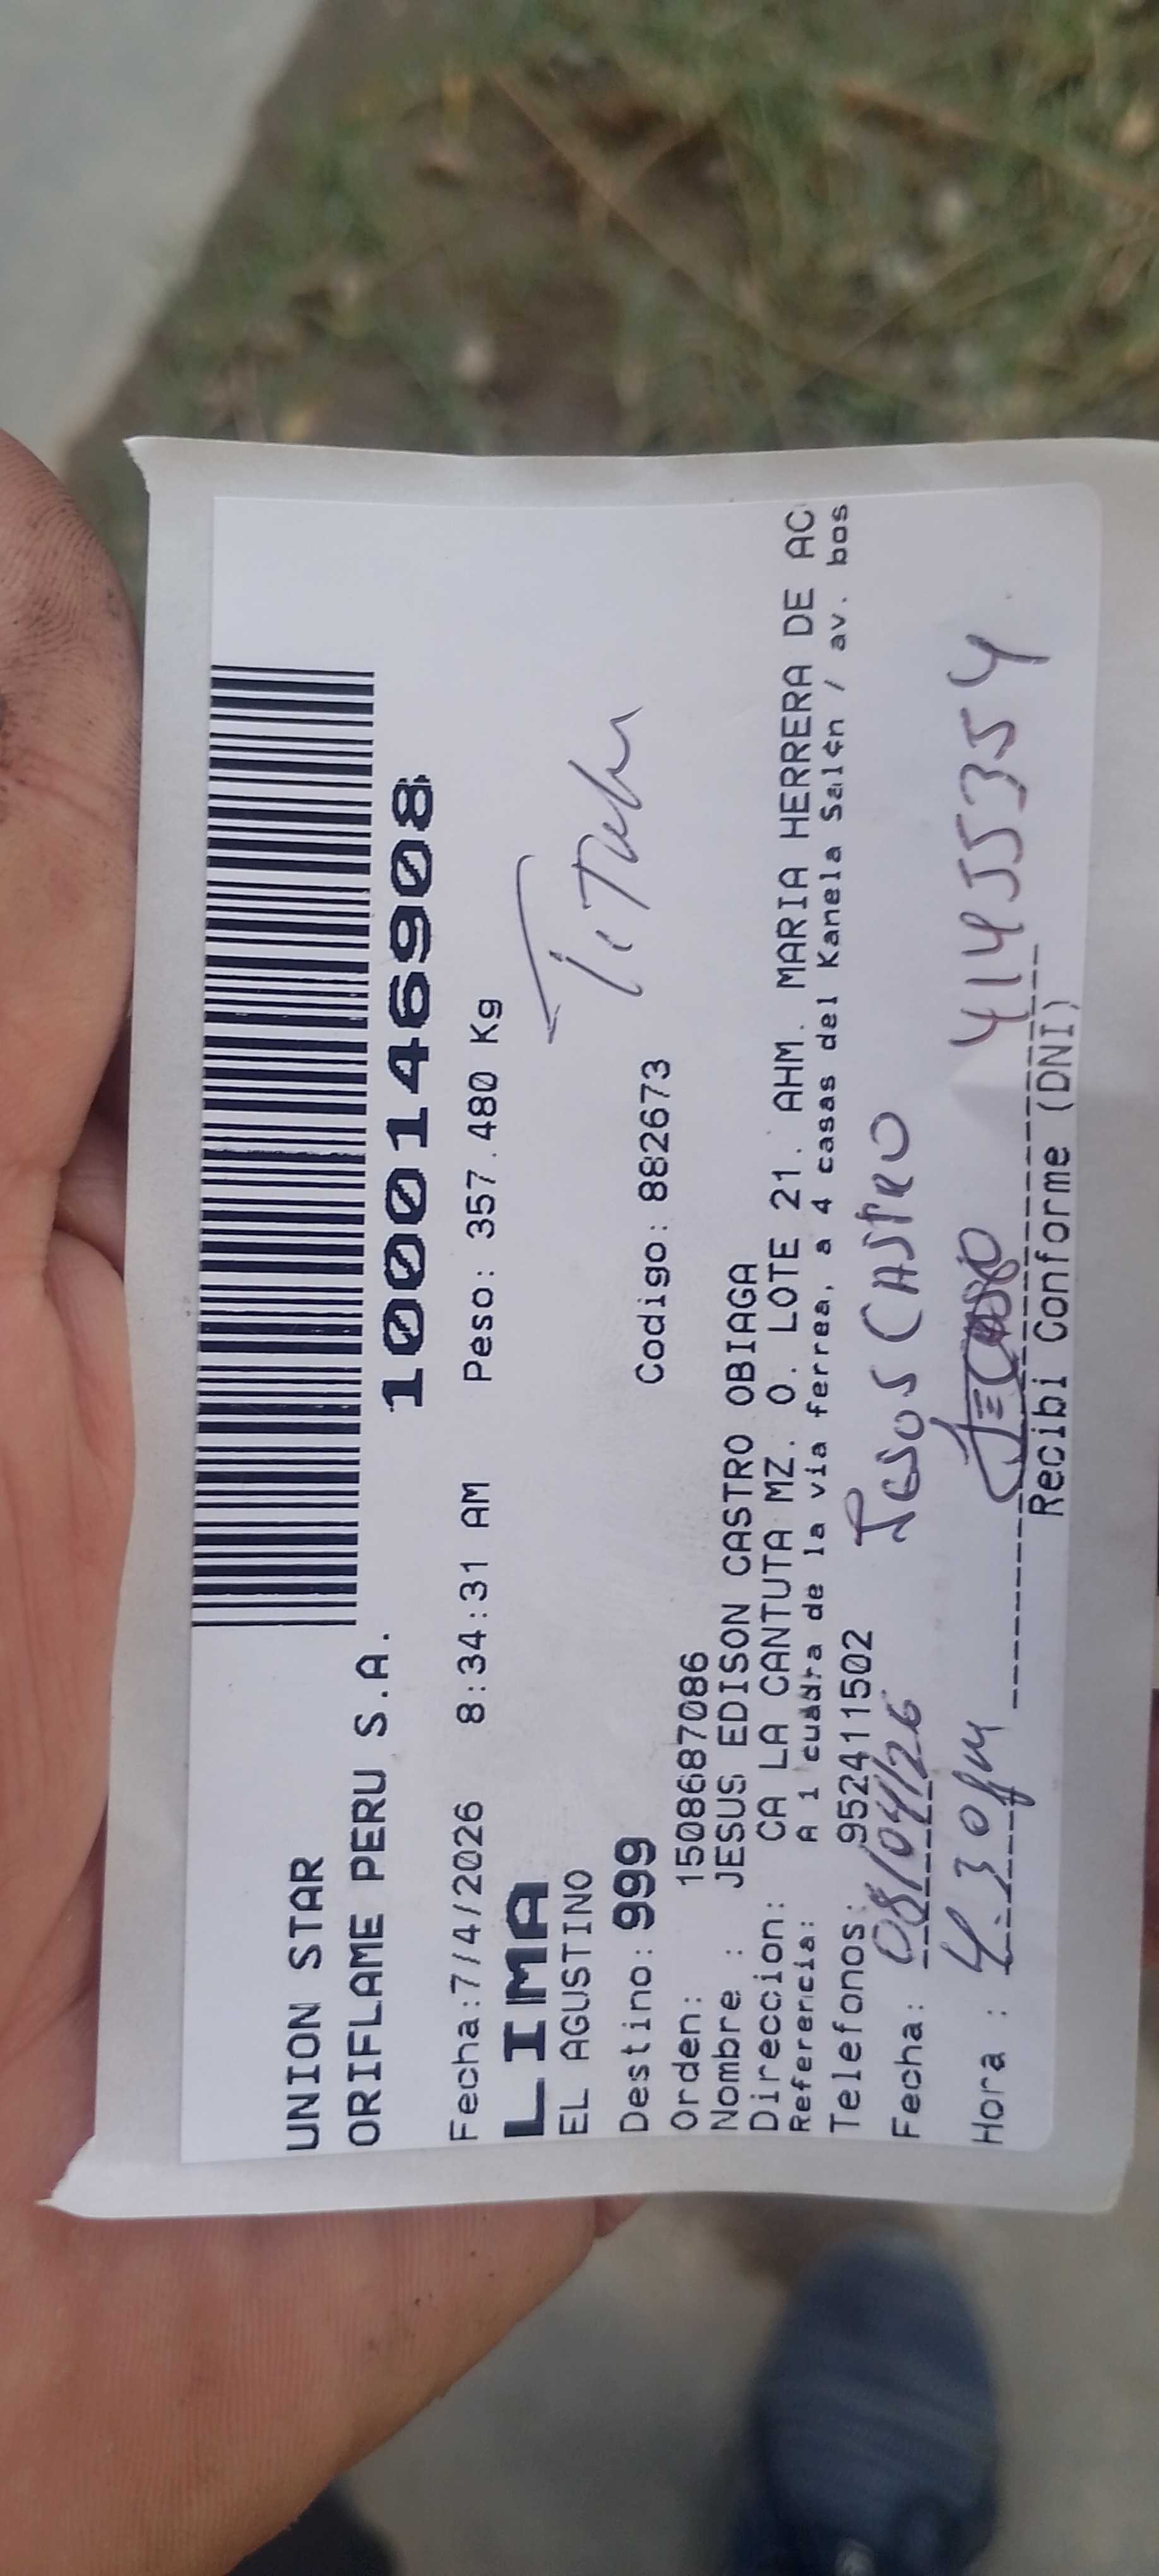 UNION STAR
ORIFLAME PERU S.A.
1000146908
Fecha:7/4/2026 8:34:31 AM Peso: 357.480 Kg
LIMA
EL AGUSTINO
Titular
Destino: 999 Codigo: 882673
Orden: 1508687086
Nombre : JESUS EDISON CASTRO OBIAGA
Direccion: CA LA CANTUTA MZ. O. LOTE 21. AHM. MARIA HERRERA DE AC
Referencia: A 1 cuadra de la via ferrea, a 4 casas del Kanela Sal¢n / av. bos
Telefonos: 952411502
Fecha: 08/04/26 Jesus CASTRO
Hora : 4:30pm 41455354
Recibi Conforme (DNI)